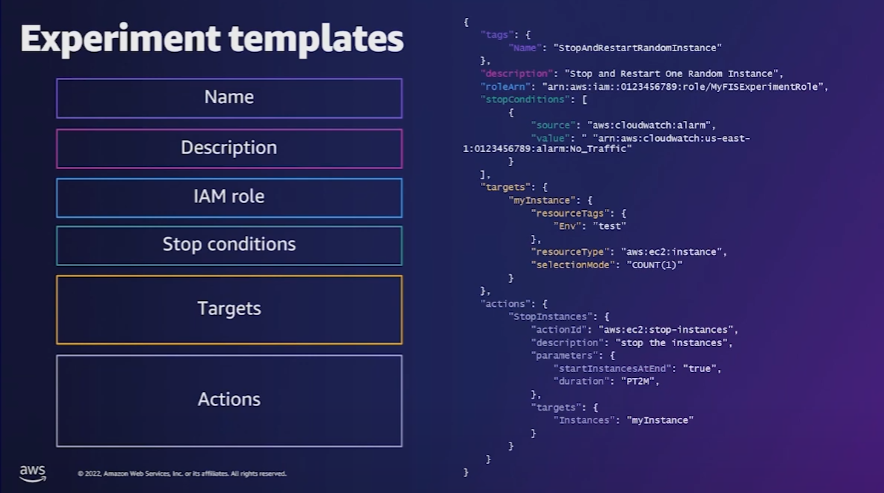 Experiment templates
Name
Description
IAM role
Stop conditions
Targets
Actions
aws
© 2022, Amazon Web Services, Inc. or its affiliates. All rights reserved.
{
"tags": {
"Name": "StopAndRestartRandomInstance"
},
"description": "Stop and Restart One Random Instance",
"roleArn": "arn:aws:iam::0123456789:role/MyFISExperimentRole",
"stopConditions": [
{
"source": "aws:cloudwatch:alarm",
"value": " "arn:aws:cloudwatch:us-east-
1:0123456789:alarm:No_Traffic"
}
],
"targets": {
"myInstance": {
"resourceTags": {
"Env": "test"
},
"resourceType": "aws:ec2:instance",
"selectionMode": "COUNT(1)"
}
},
"actions": {
"StopInstances": {
"actionId": "aws:ec2:stop-instances",
"description": "stop the instances",
"parameters": {
"startInstancesAtEnd": "true",
"duration": "PT2M",
},
"targets": {
"Instances": "myInstance"
}
}
}
}